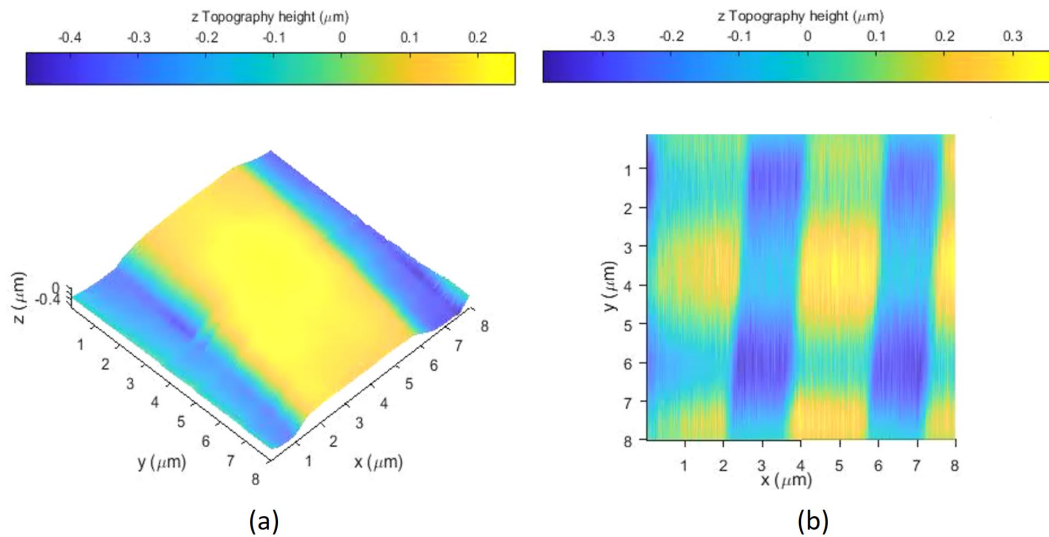 z Topography height (μm)
-0.4 -0.3 -0.2 -0.1 0 0.1 0.2
z (μm)
0
-0.4
1 2 3 4 5 6 7 8
y (μm)
1 2 3 4 5 6 7 8
x (μm)
(a)
z Topography height (μm)
-0.3 -0.2 -0.1 0 0.1 0.2 0.3
y (μm)
1
2
3
4
5
6
7
8
1 2 3 4 5 6 7 8
x (μm)
(b)